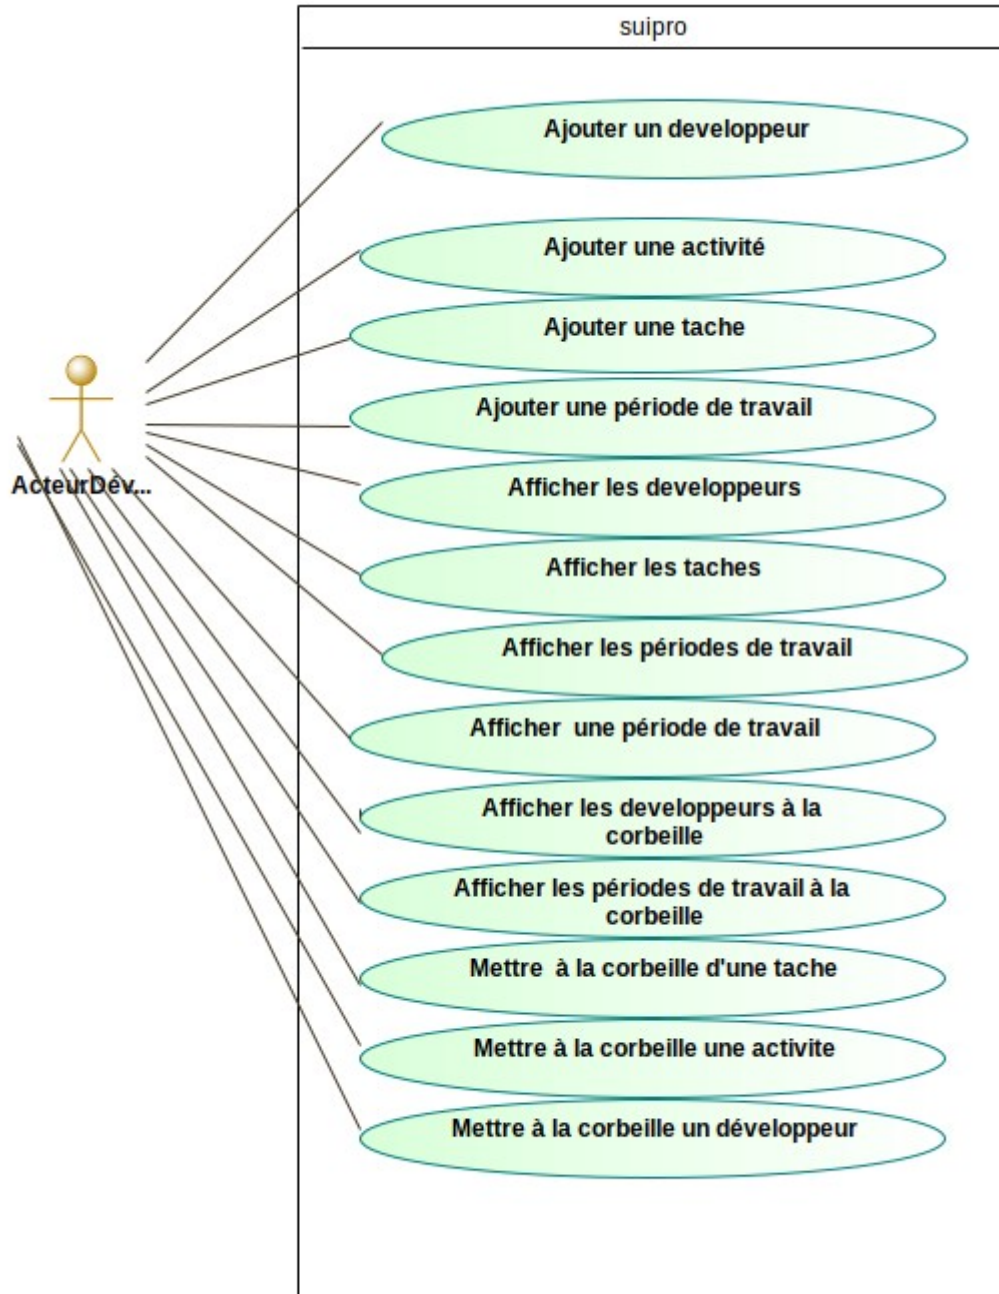 suipro
Ajouter un developpeur
Ajouter une activité
Ajouter une tache
Ajouter une période de travail
Afficher les developpeurs
ActeurDév...
Afficher les taches
Afficher les périodes de travail
Afficher  une période de travail
Afficher les developpeurs à la
corbeille
Afficher les périodes de travail à la
corbeille
Mettre  à la corbeille d'une tache
Mettre à la corbeille une activite
Mettre à la corbeille un développeur